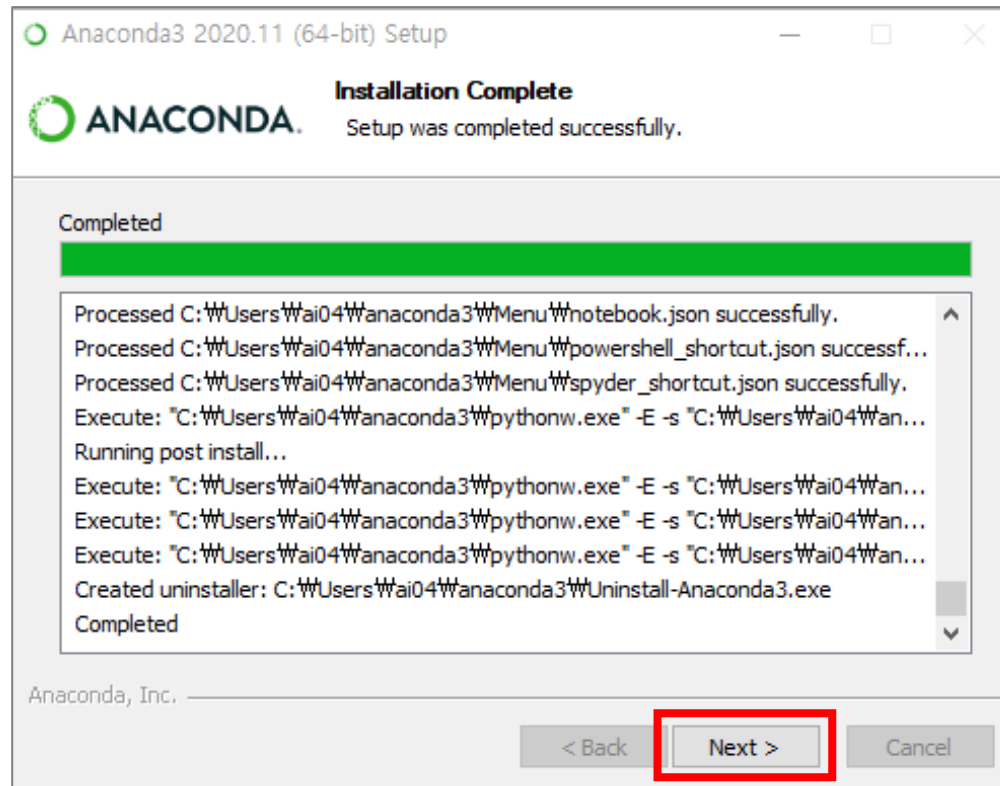 Anaconda3 2020.11 (64-bit) Setup
ANACONDA.
Installation Complete
Setup was completed successfully.
Completed
Processed C:₩Users₩ai04₩anaconda3₩Menu₩notebook.json successfully.
Processed C:₩Users₩ai04₩anaconda3₩Menu₩powershell_shortcut.json successf...
Processed C:₩Users₩ai04₩anaconda3₩Menu₩spyder_shortcut.json successfully.
Execute: "C:₩Users₩ai04₩anaconda3₩pythonw.exe" -E -s "C:₩Users₩ai04₩an...
Running post install...
Execute: "C:₩Users₩ai04₩anaconda3₩pythonw.exe" -E -s "C:₩Users₩ai04₩an...
Execute: "C:₩Users₩ai04₩anaconda3₩pythonw.exe" -E -s "C:₩Users₩ai04₩an...
Execute: "C:₩Users₩ai04₩anaconda3₩pythonw.exe" -E -s "C:₩Users₩ai04₩an...
Created uninstaller: C:₩Users₩ai04₩anaconda3₩Uninstall-Anaconda3.exe
Completed
Anaconda, Inc.
< Back
Next >
Cancel